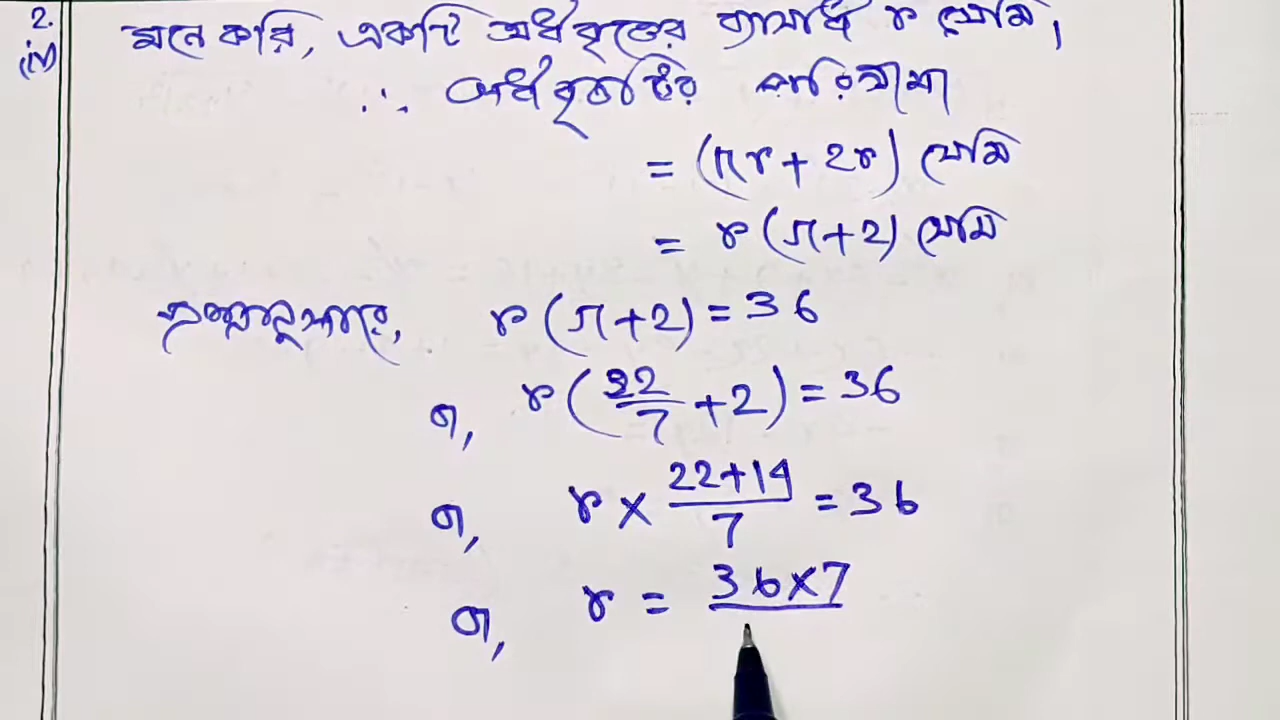 2. মনে করি, একটি অর্ধবৃত্তের ব্যাসার্ধ r সেমি,
(iv)
∴ অর্ধবৃত্তটির পরিসীমা
= (πr + 2r) সেমি
= r (π+2) সেমি
প্রশ্নানুসারে, r (π+2) = 36
বা, r (22/7 + 2) = 36
বা, r × (22+14)/7 = 36
বা, r = 36×7